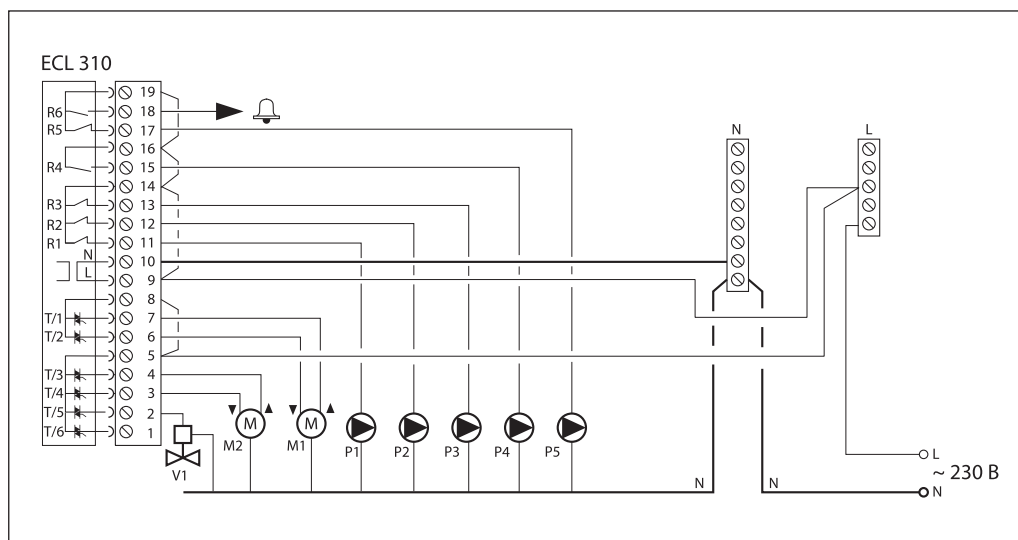 ECL 310
19
R6 18
R5 17
16
R4 15
14
R3 13
R2 12
R1 11
N 10
L 9
8
T/1 7
T/2 6
5
T/3 4
T/4 3
T/5 2
T/6 1
N
L
M M
M2 M1 P1 P2 P3 P4 P5
V1
L
~ 230 В
N N N